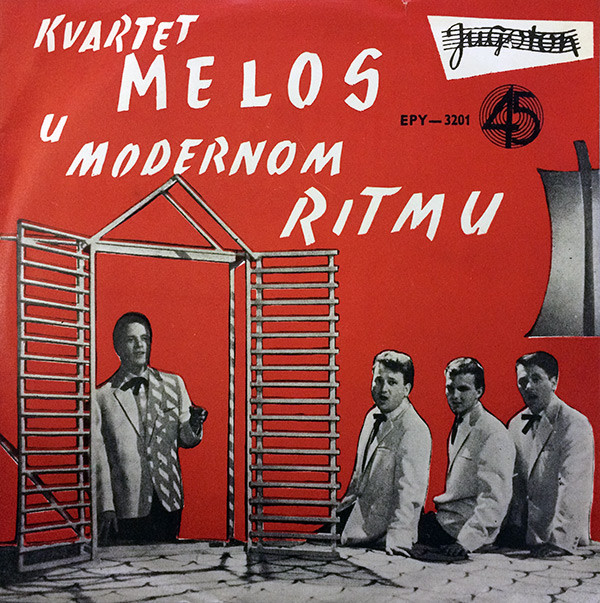 KVARTET
MELOS
U
MODERNOM
RITMU
Jugoton
EPY—3201
45